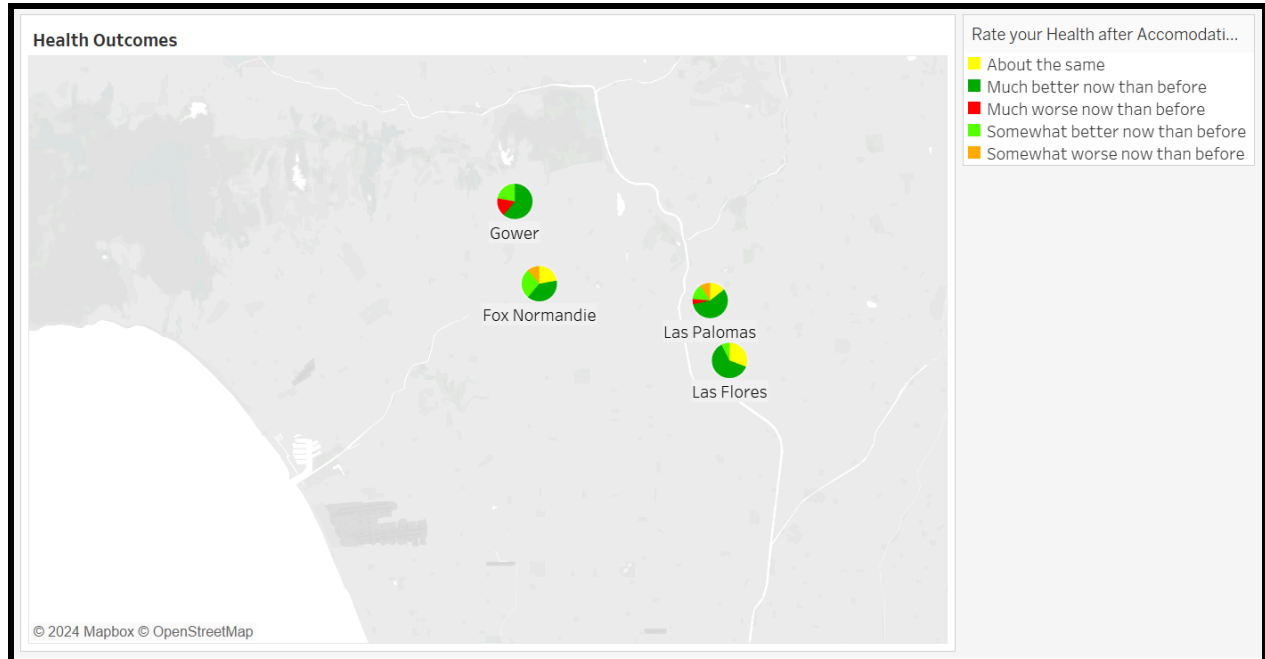 Health Outcomes
Gower
Fox Normandie
Las Palomas
Las Flores
© 2024 Mapbox © OpenStreetMap
Rate your Health after Accomodati...
About the same
Much better now than before
Much worse now than before
Somewhat better now than before
Somewhat worse now than before